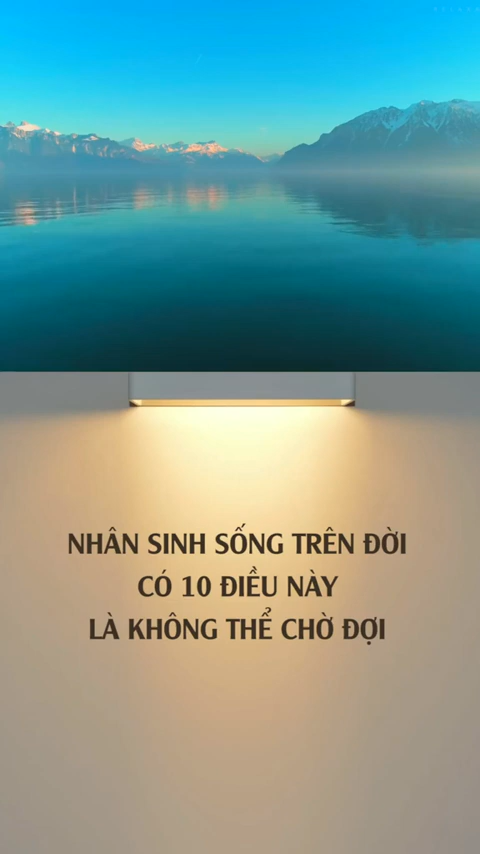 NHÂN SINH SỐNG TRÊN ĐỜI
CÓ 10 ĐIỀU NÀY
LÀ KHÔNG THỂ CHỜ ĐỢI